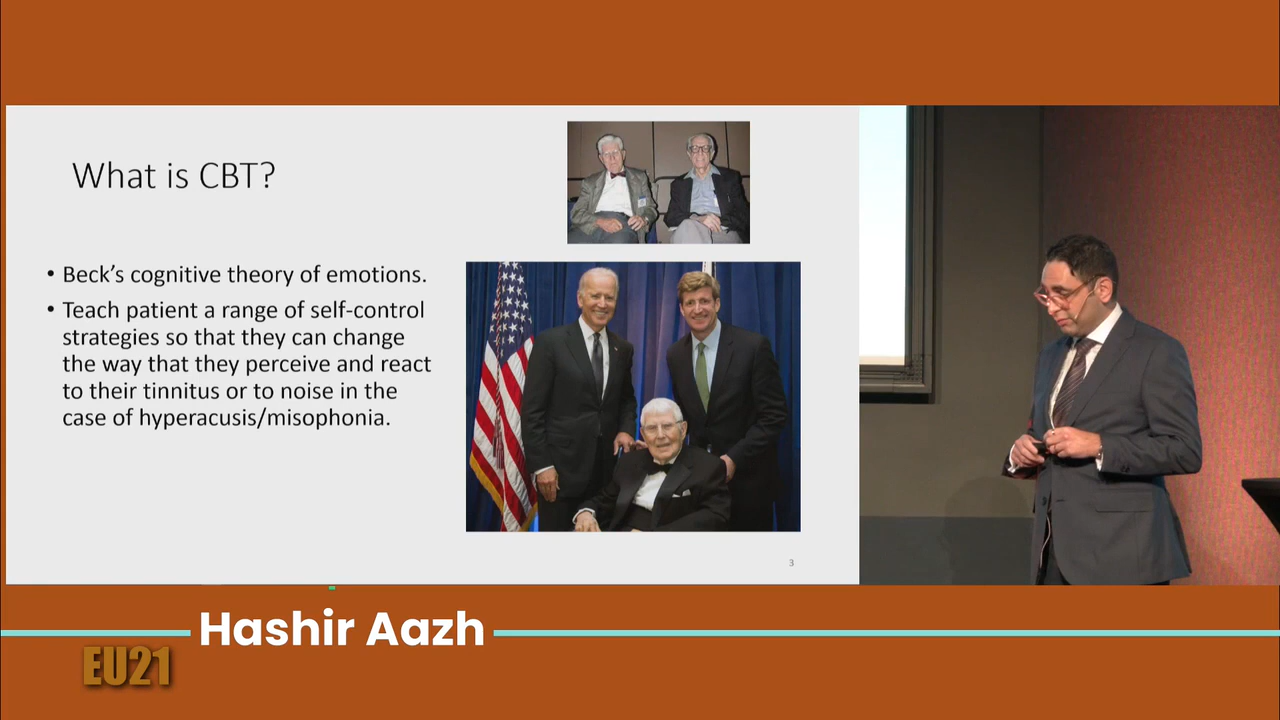 What is CBT?
• Beck’s cognitive theory of emotions.
• Teach patient a range of self-control
strategies so that they can change
the way that they perceive and react
to their tinnitus or to noise in the
case of hyperacusis/misophonia.
3
Hashir Aazh
EU21